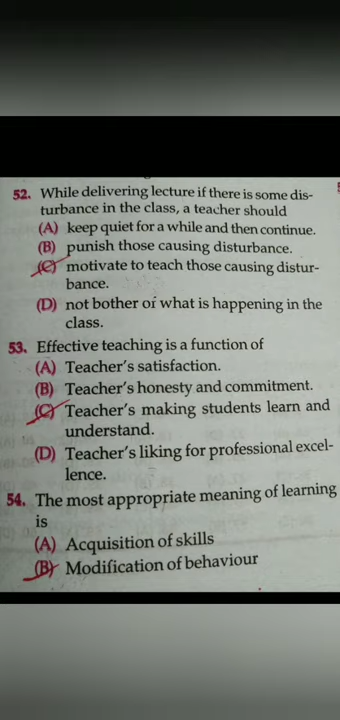 52. While delivering lecture if there is some dis-
turbance in the class, a teacher should
(A) keep quiet for a while and then continue.
(B) punish those causing disturbance.
(C) motivate to teach those causing distur-
bance.
(D) not bother of what is happening in the
class.
53. Effective teaching is a function of
(A) Teacher's satisfaction.
(B) Teacher's honesty and commitment.
(C) Teacher's making students learn and
understand.
(D) Teacher's liking for professional excel-
lence.
54. The most appropriate meaning of learning
is
(A) Acquisition of skills
(B) Modification of behaviour